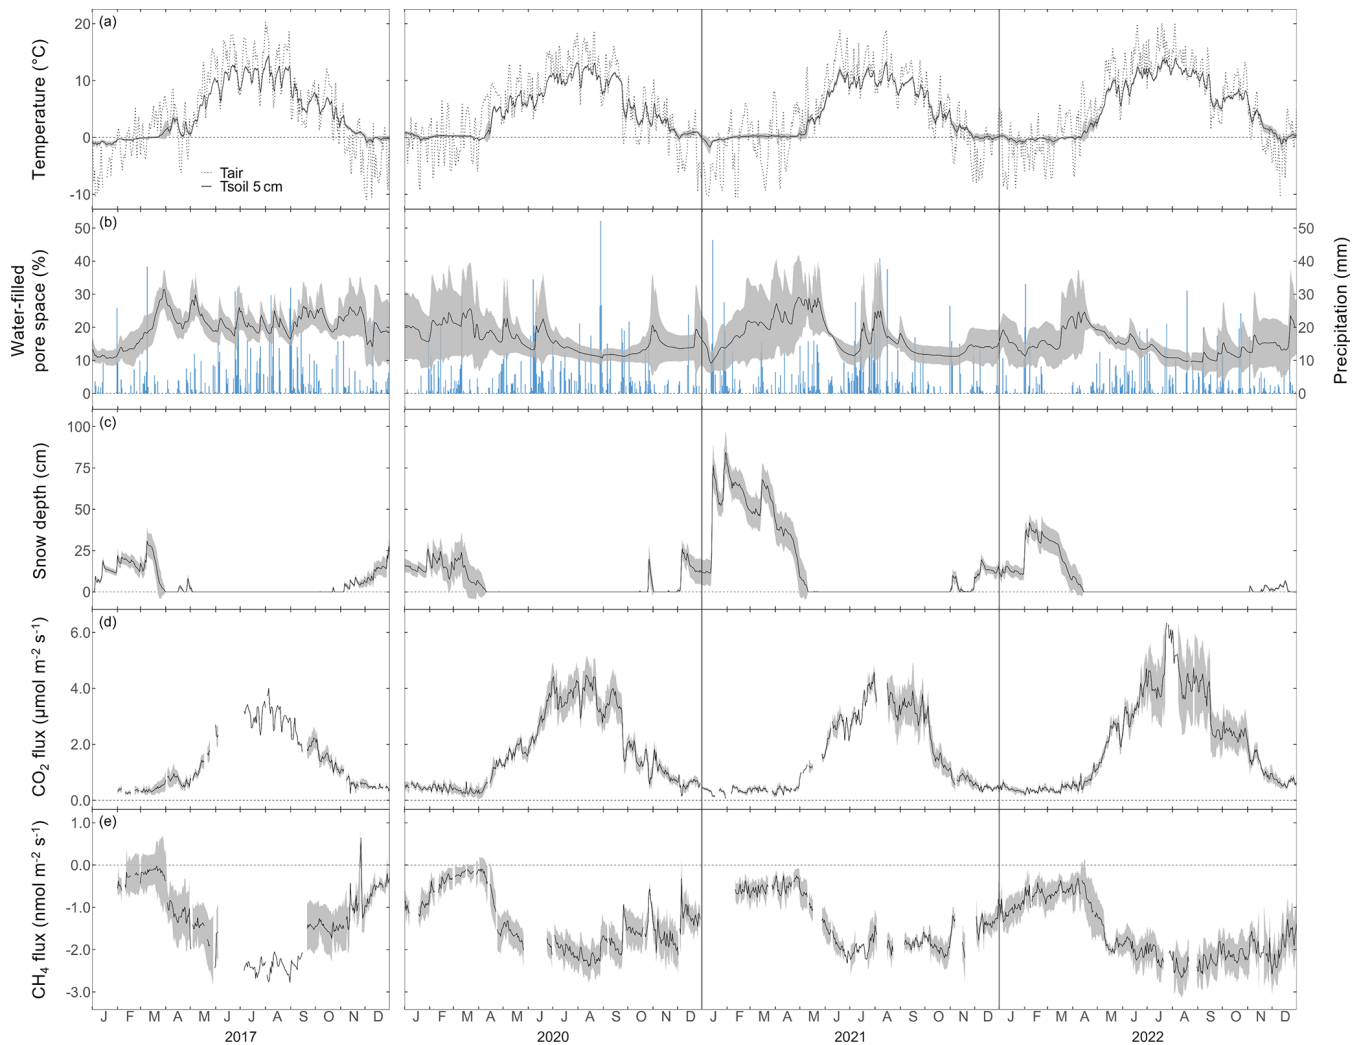 (a)
20
10
0
-10
Temperature (°C)
Tair
Tsoil 5 cm
(b)
50
40
30
20
10
0
Water-filled
pore space (%)
50
40
30
20
10
0
Precipitation (mm)
(c)
100
75
50
25
0
Snow depth (cm)
(d)
6.0
4.0
2.0
0.0
CO2 flux (µmol m-2 s-1)
(e)
1.0
0.0
-1.0
-2.0
-3.0
CH4 flux (nmol m-2 s-1)
J F M A M J J A S O N D J F M A M J J A S O N D J F M A M J J A S O N D J F M A M J J A S O N D
2017 2020 2021 2022